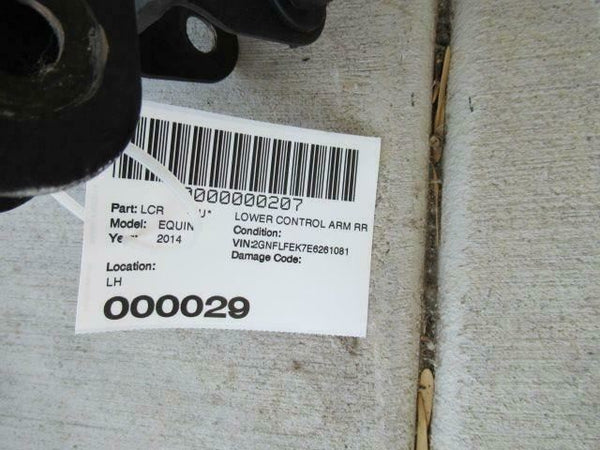 000000207
Part: LCR U* LOWER CONTROL ARM RR
Model: EQUIN Condition:
Year: 2014 VIN:2GNFLFEK7E6261081
Damage Code:
Location:
LH
000029